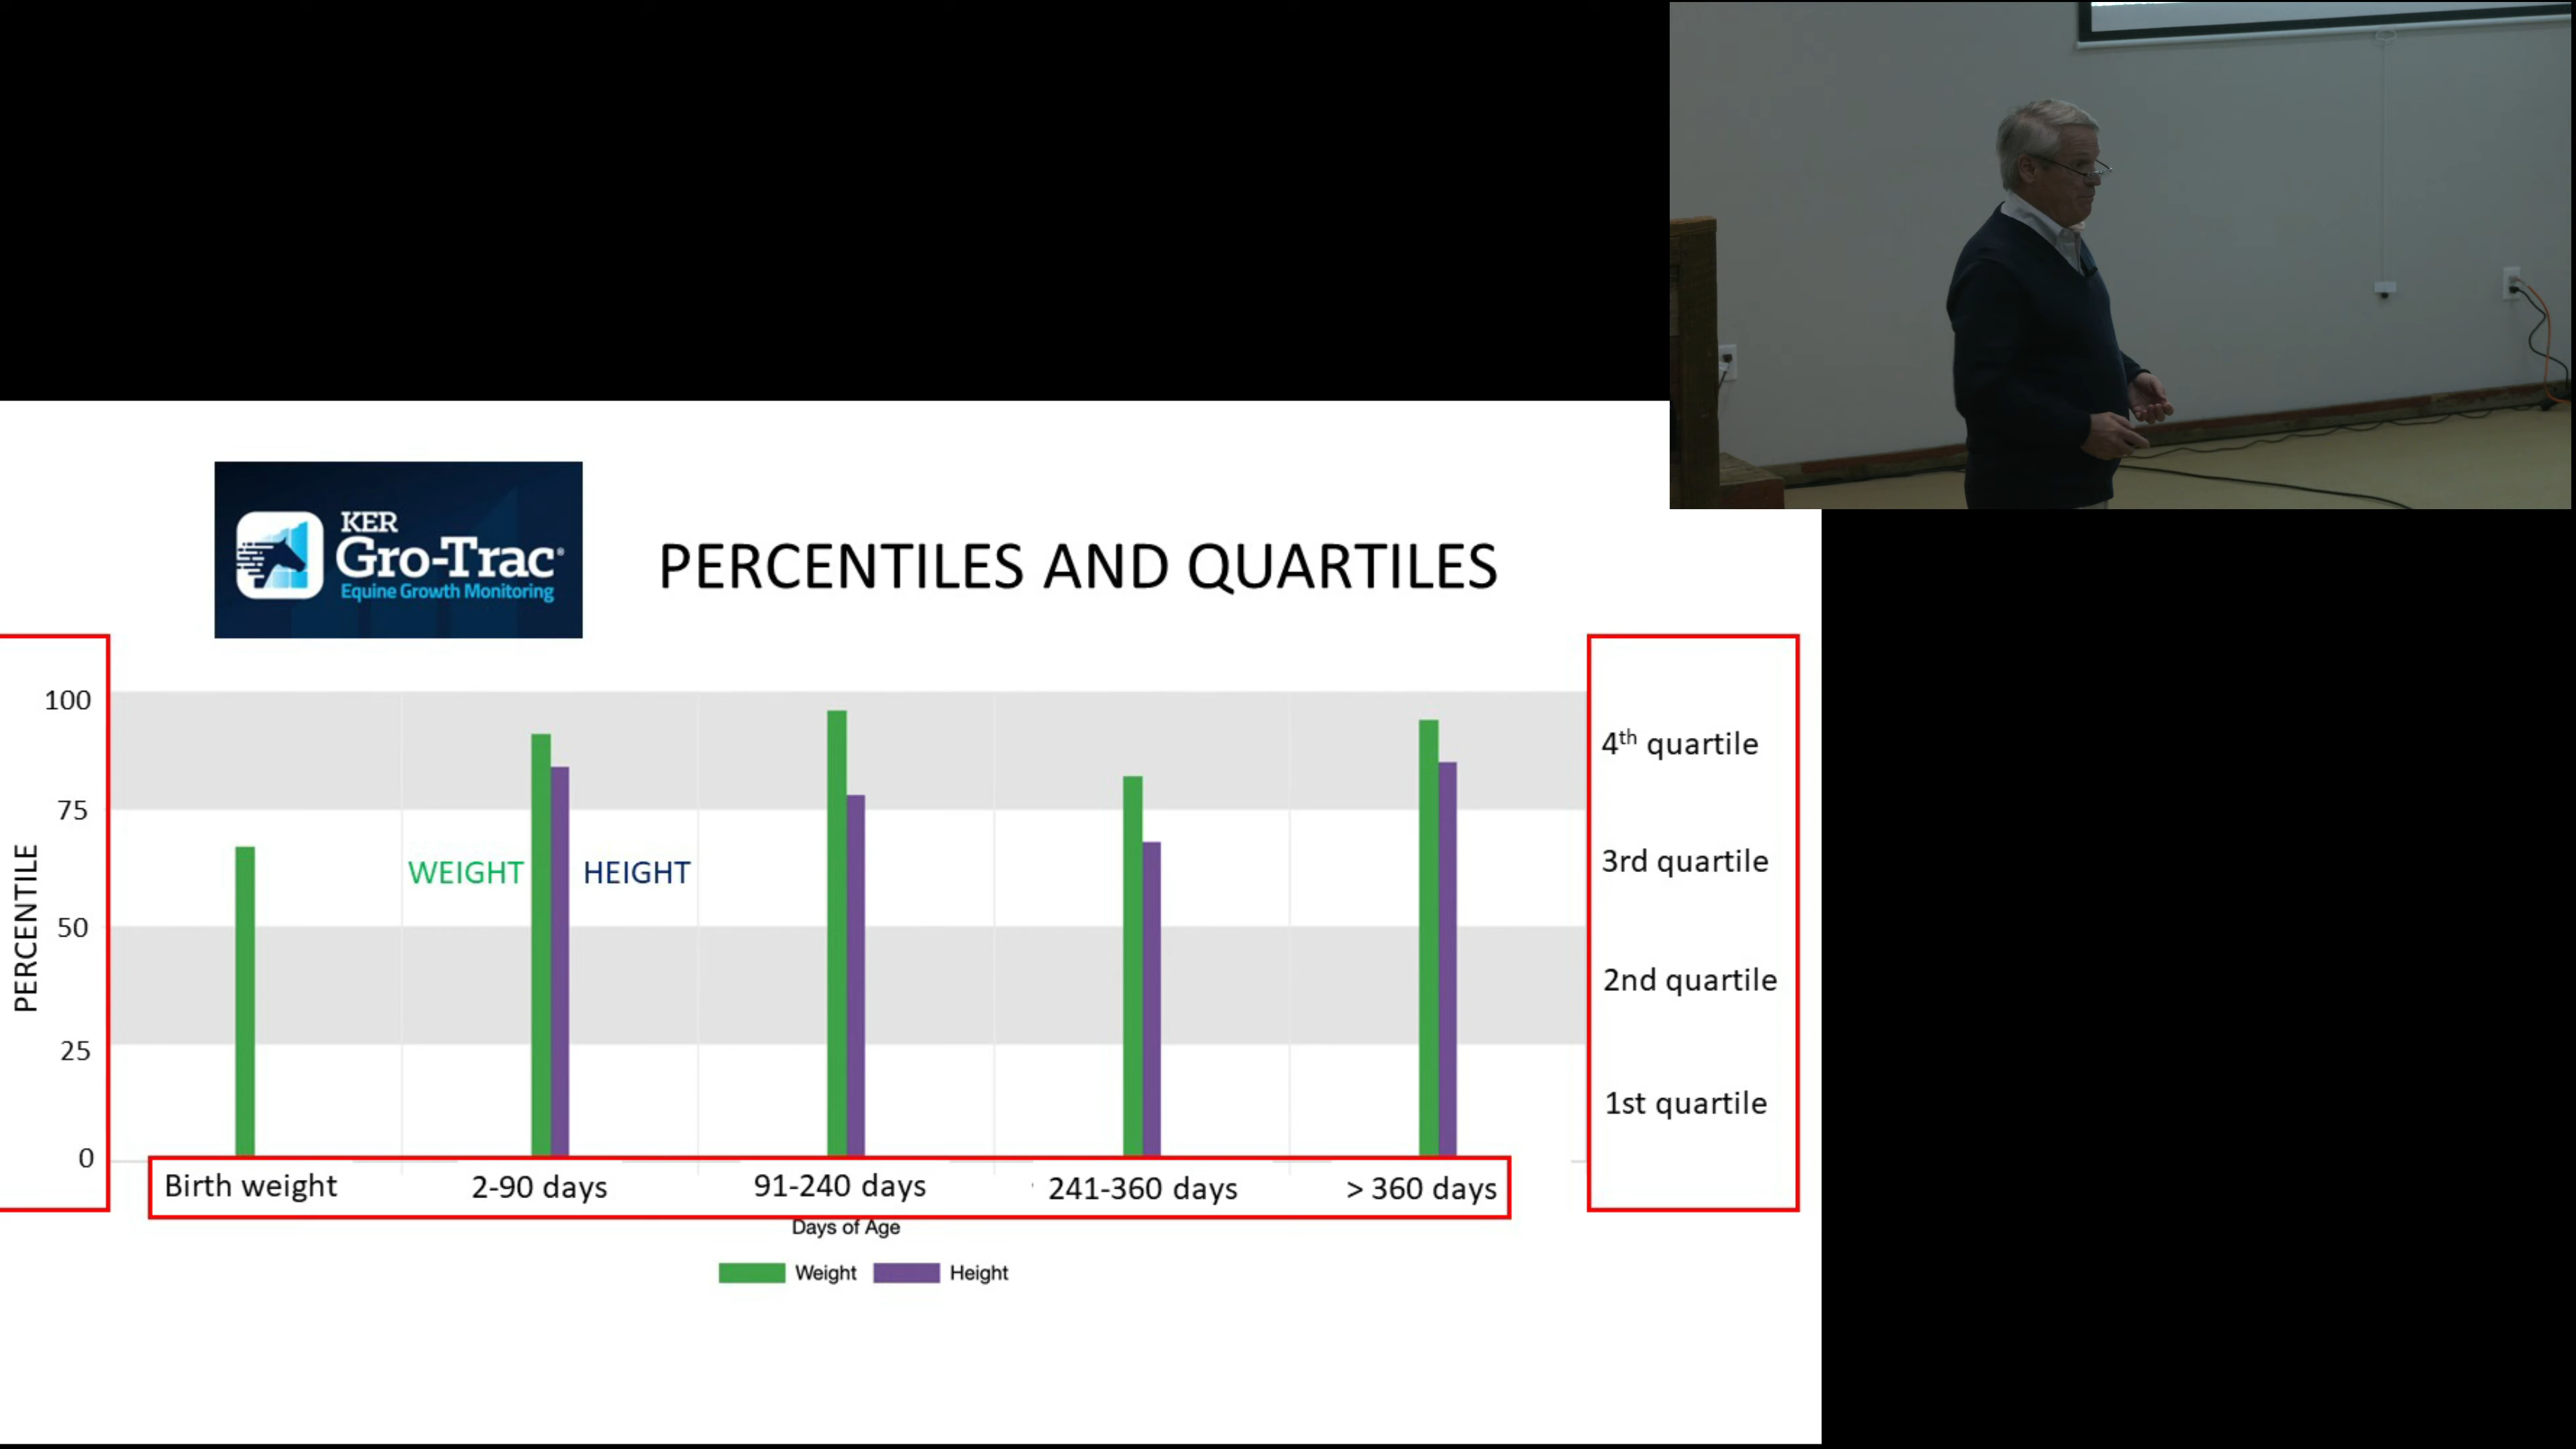 KER
Gro-Trac®
Equine Growth Monitoring
PERCENTILES AND QUARTILES
PERCENTILE
100
75
50
25
0
WEIGHT
HEIGHT
4th quartile
3rd quartile
2nd quartile
1st quartile
Birth weight
2-90 days
91-240 days
241-360 days
> 360 days
Days of Age
Weight
Height